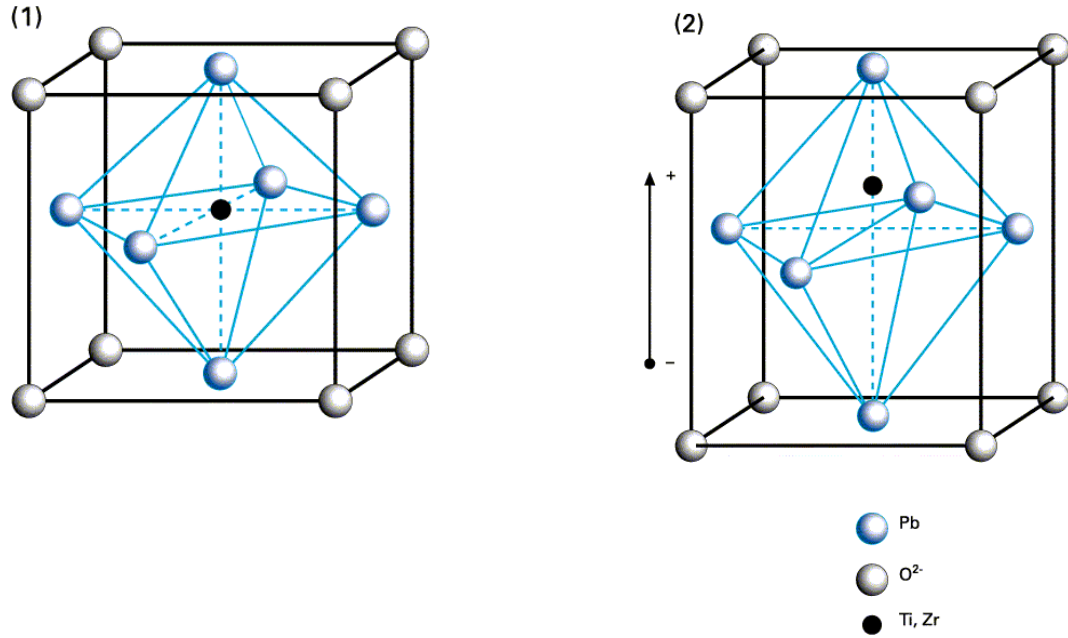 (1)
(2)
+
−
Pb
O²⁻
Ti, Zr